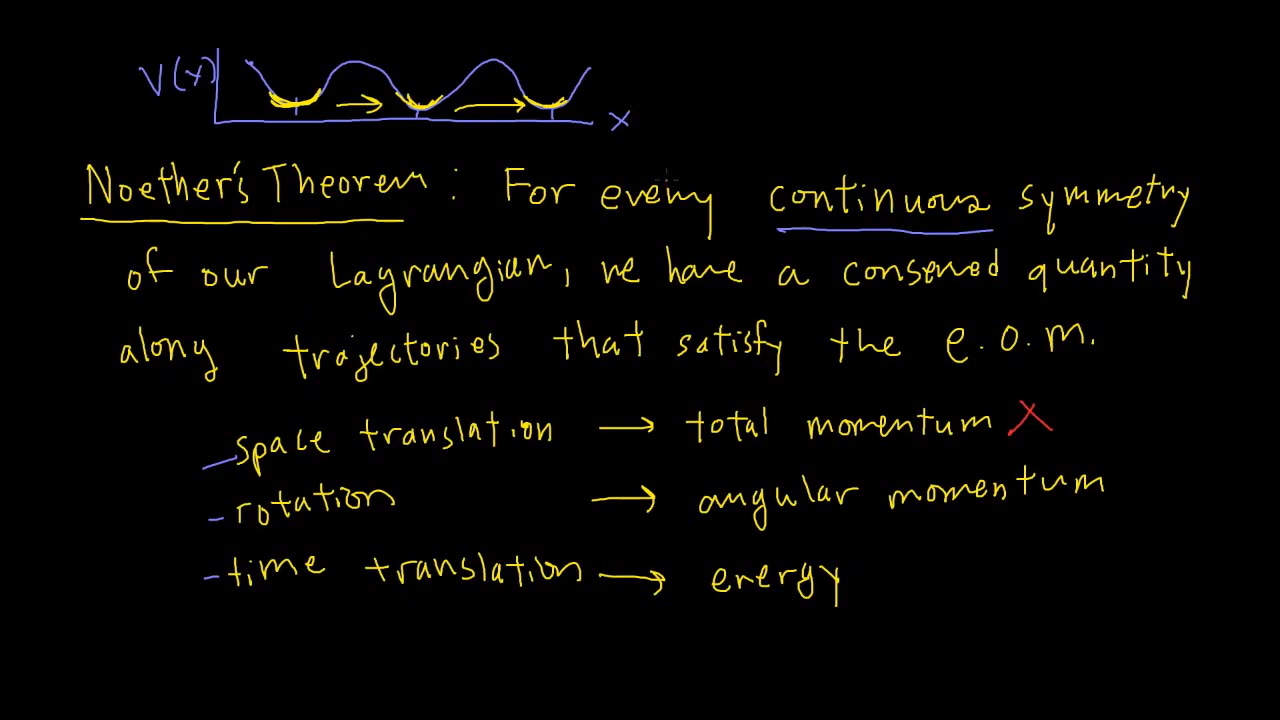 V(x)
x
Noether's Theorem : For every continuous symmetry
of our Lagrangian, we have a conserved quantity
along trajectories that satisfy the e.o.m.
- space translation → total momentum X
- rotation → angular momentum
- time translation → energy